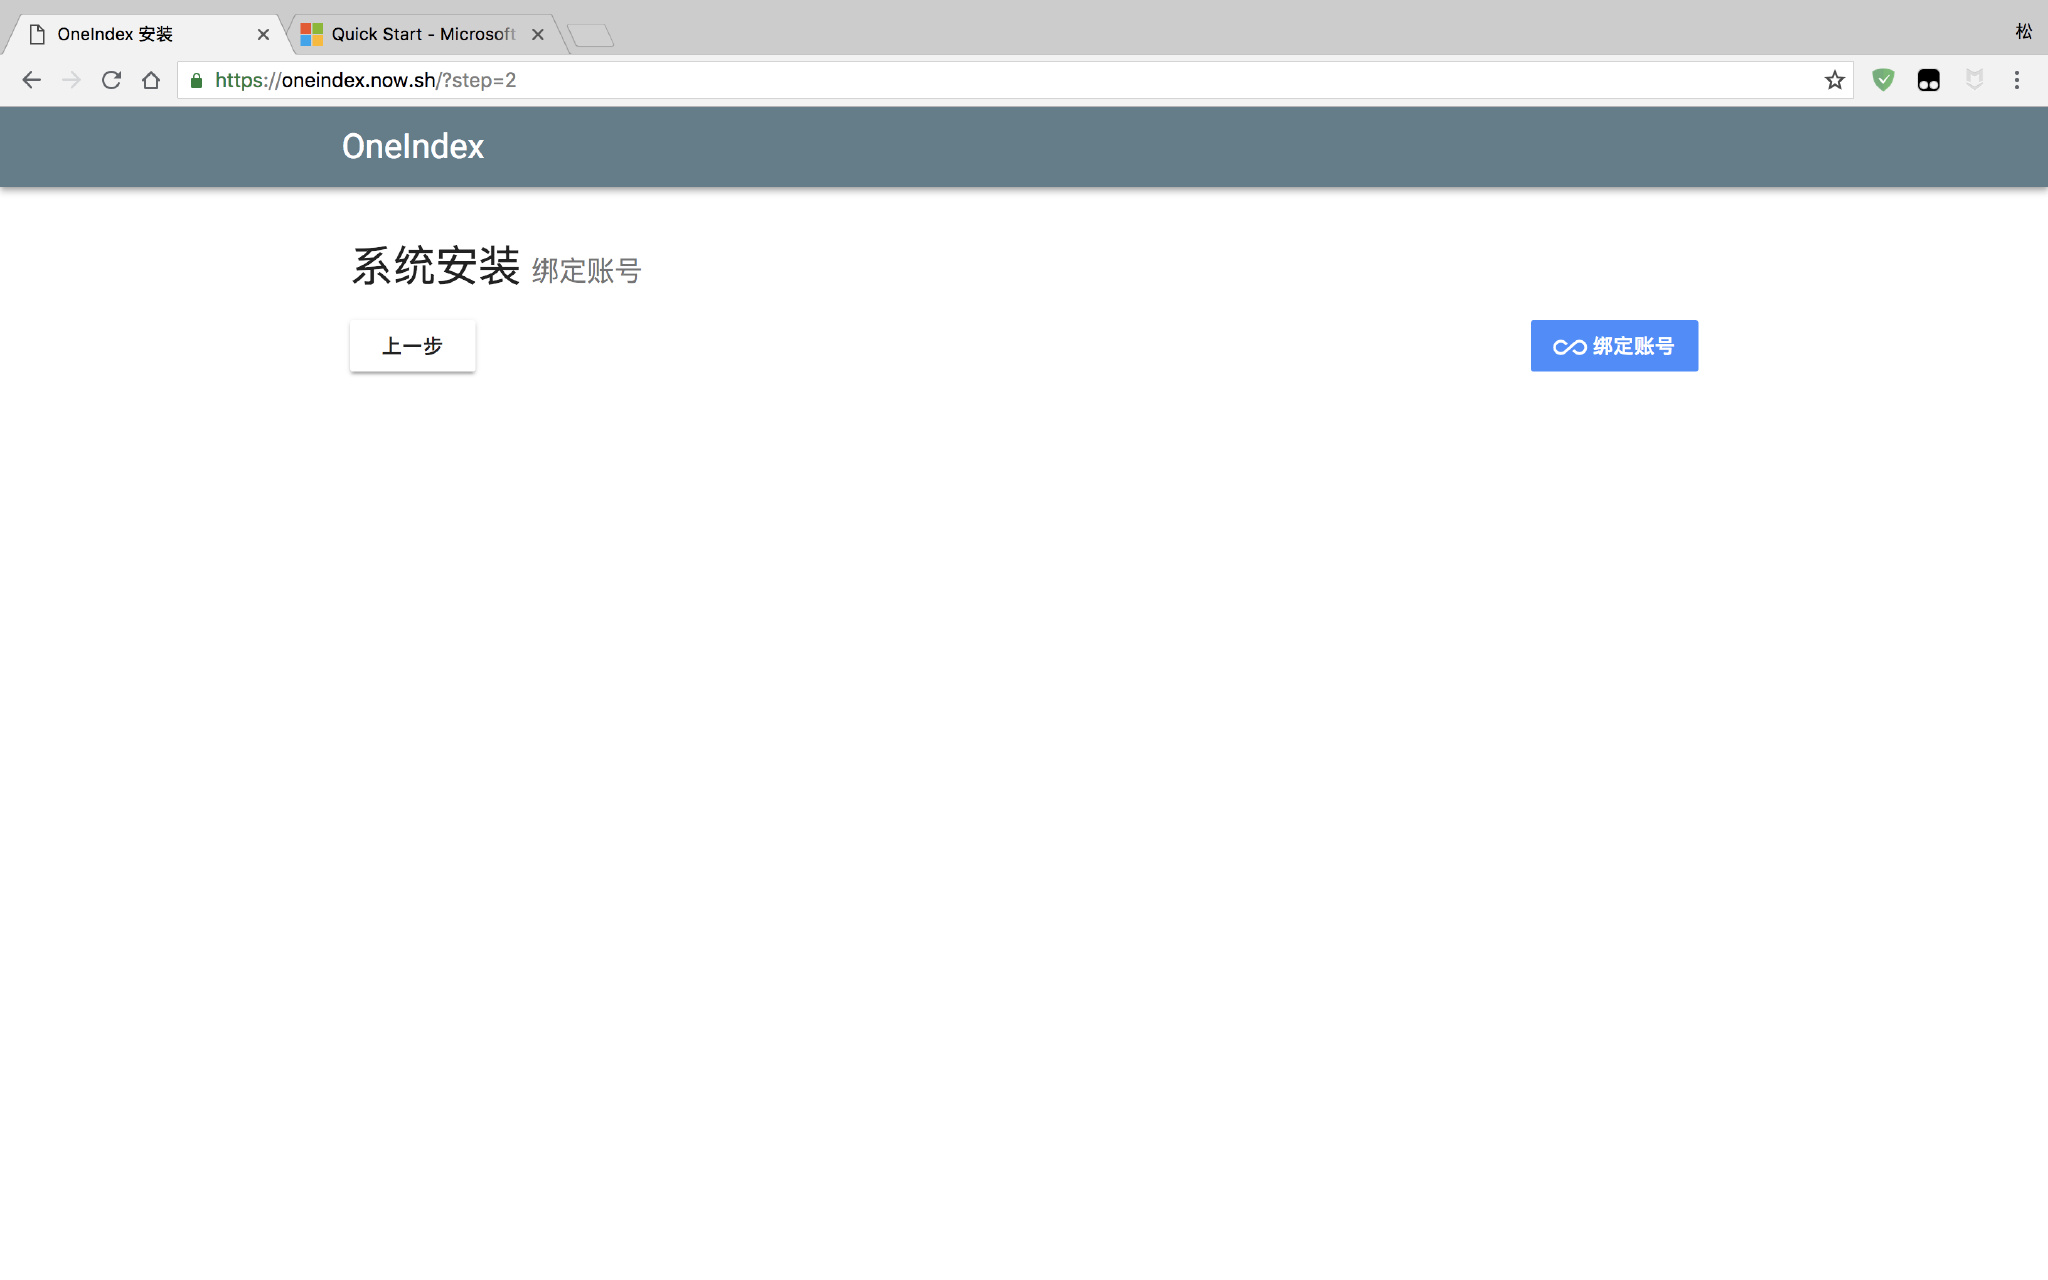 OneIndex 安装
Quick Start - Microsoft
松
https://oneindex.now.sh/?step=2
OneIndex
系统安装 绑定账号
上一步
绑定账号